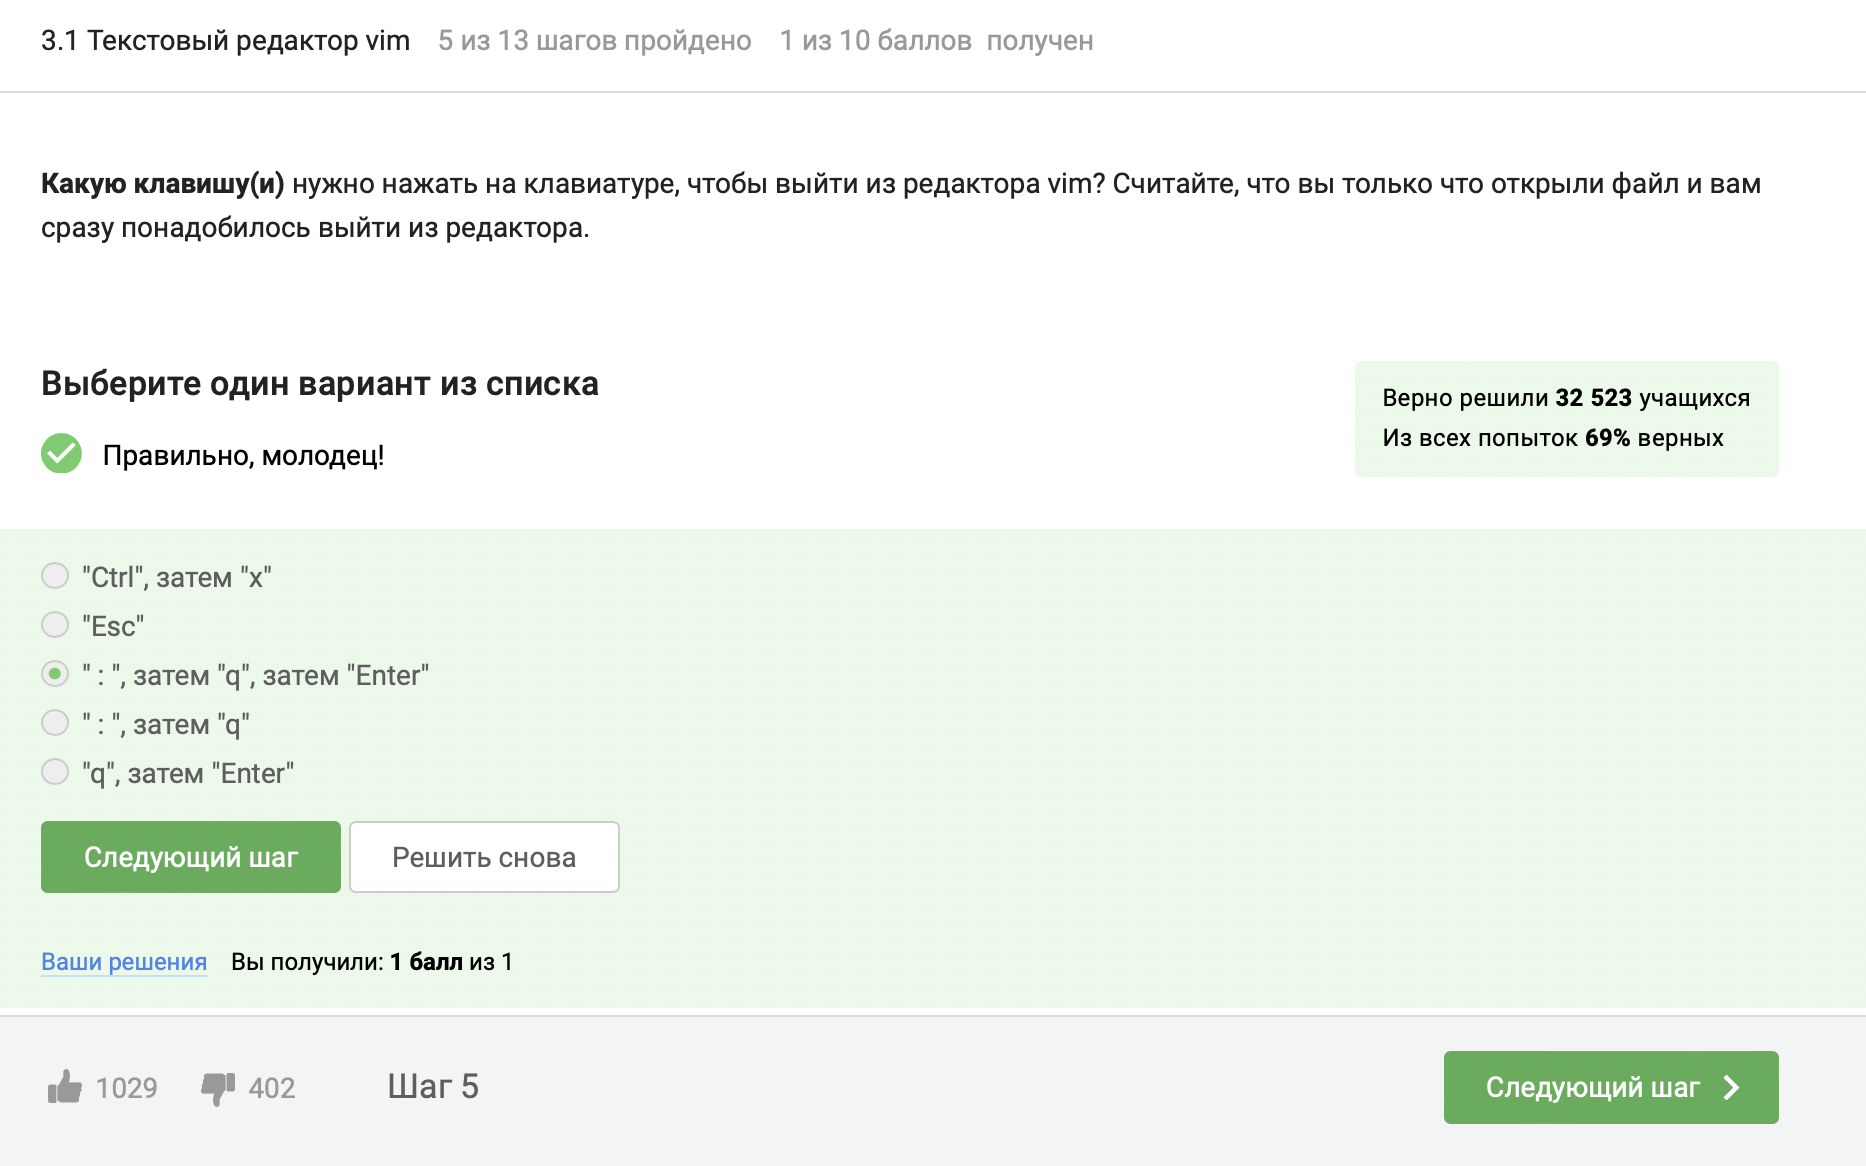 3.1 Текстовый редактор vim 5 из 13 шагов пройдено 1 из 10 баллов получен
Какую клавишу(и) нужно нажать на клавиатуре, чтобы выйти из редактора vim? Считайте, что вы только что открыли файл и вам
сразу понадобилось выйти из редактора.
Выберите один вариант из списка
Правильно, молодец!
Верно решили 32 523 учащихся
Из всех попыток 69% верных
"Ctrl", затем "x"
"Esc"
" : ", затем "q", затем "Enter"
" : ", затем "q"
"q", затем "Enter"
Следующий шаг Решить снова
Ваши решения Вы получили: 1 балл из 1
1029 402 Шаг 5 Следующий шаг